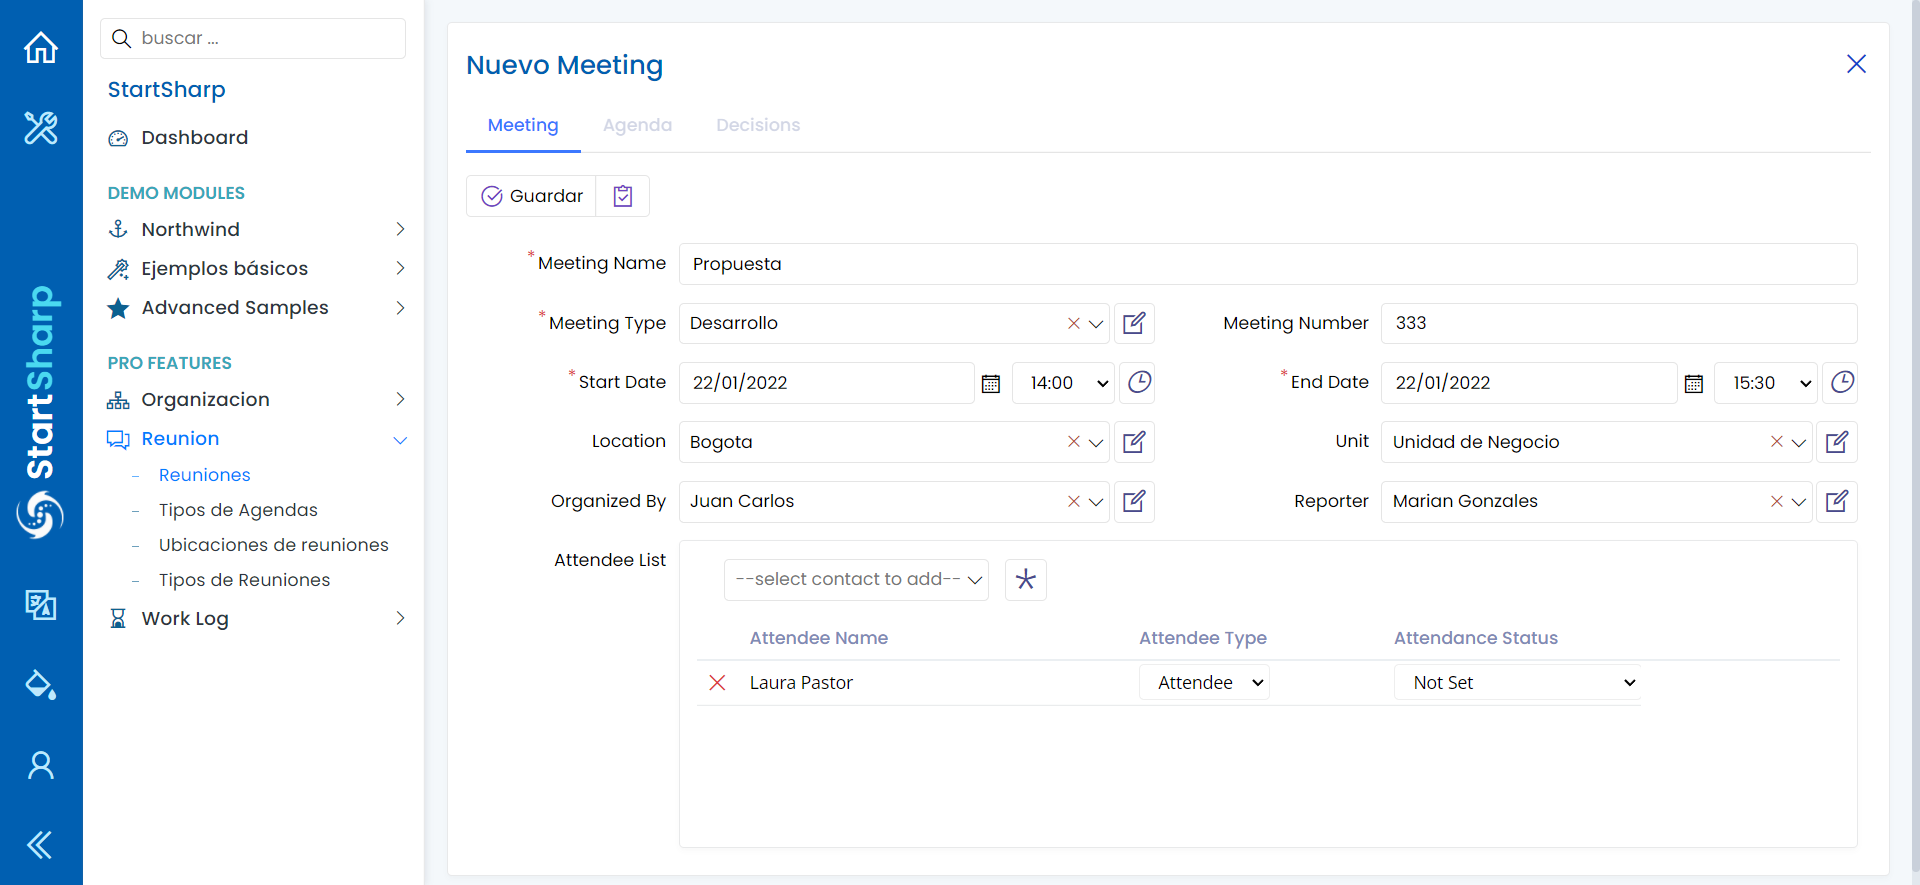 StartSharp
buscar ...
StartSharp
Dashboard
DEMO MODULES
Northwind
Ejemplos básicos
Advanced Samples
PRO FEATURES
Organizacion
Reunion
- Reuniones
- Tipos de Agendas
- Ubicaciones de reuniones
- Tipos de Reuniones
Work Log
Nuevo Meeting
Meeting Agenda Decisions
Guardar
* Meeting Name Propuesta
* Meeting Type Desarrollo Meeting Number 333
* Start Date 22/01/2022 14:00 * End Date 22/01/2022 15:30
Location Bogota Unit Unidad de Negocio
Organized By Juan Carlos Reporter Marian Gonzales
Attendee List
--select contact to add--
Attendee Name Attendee Type Attendance Status
Laura Pastor Attendee Not Set